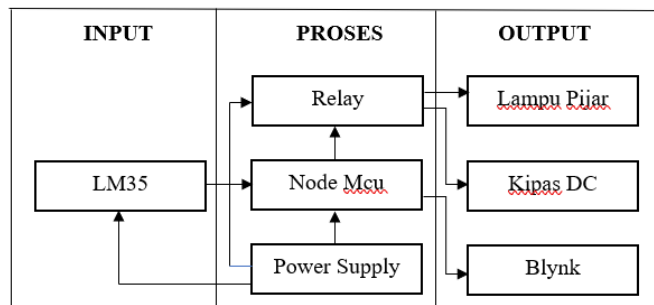 INPUT
PROSES
OUTPUT
Relay
Lampu Pijar
LM35
Node Mcu
Kipas DC
Power Supply
Blynk